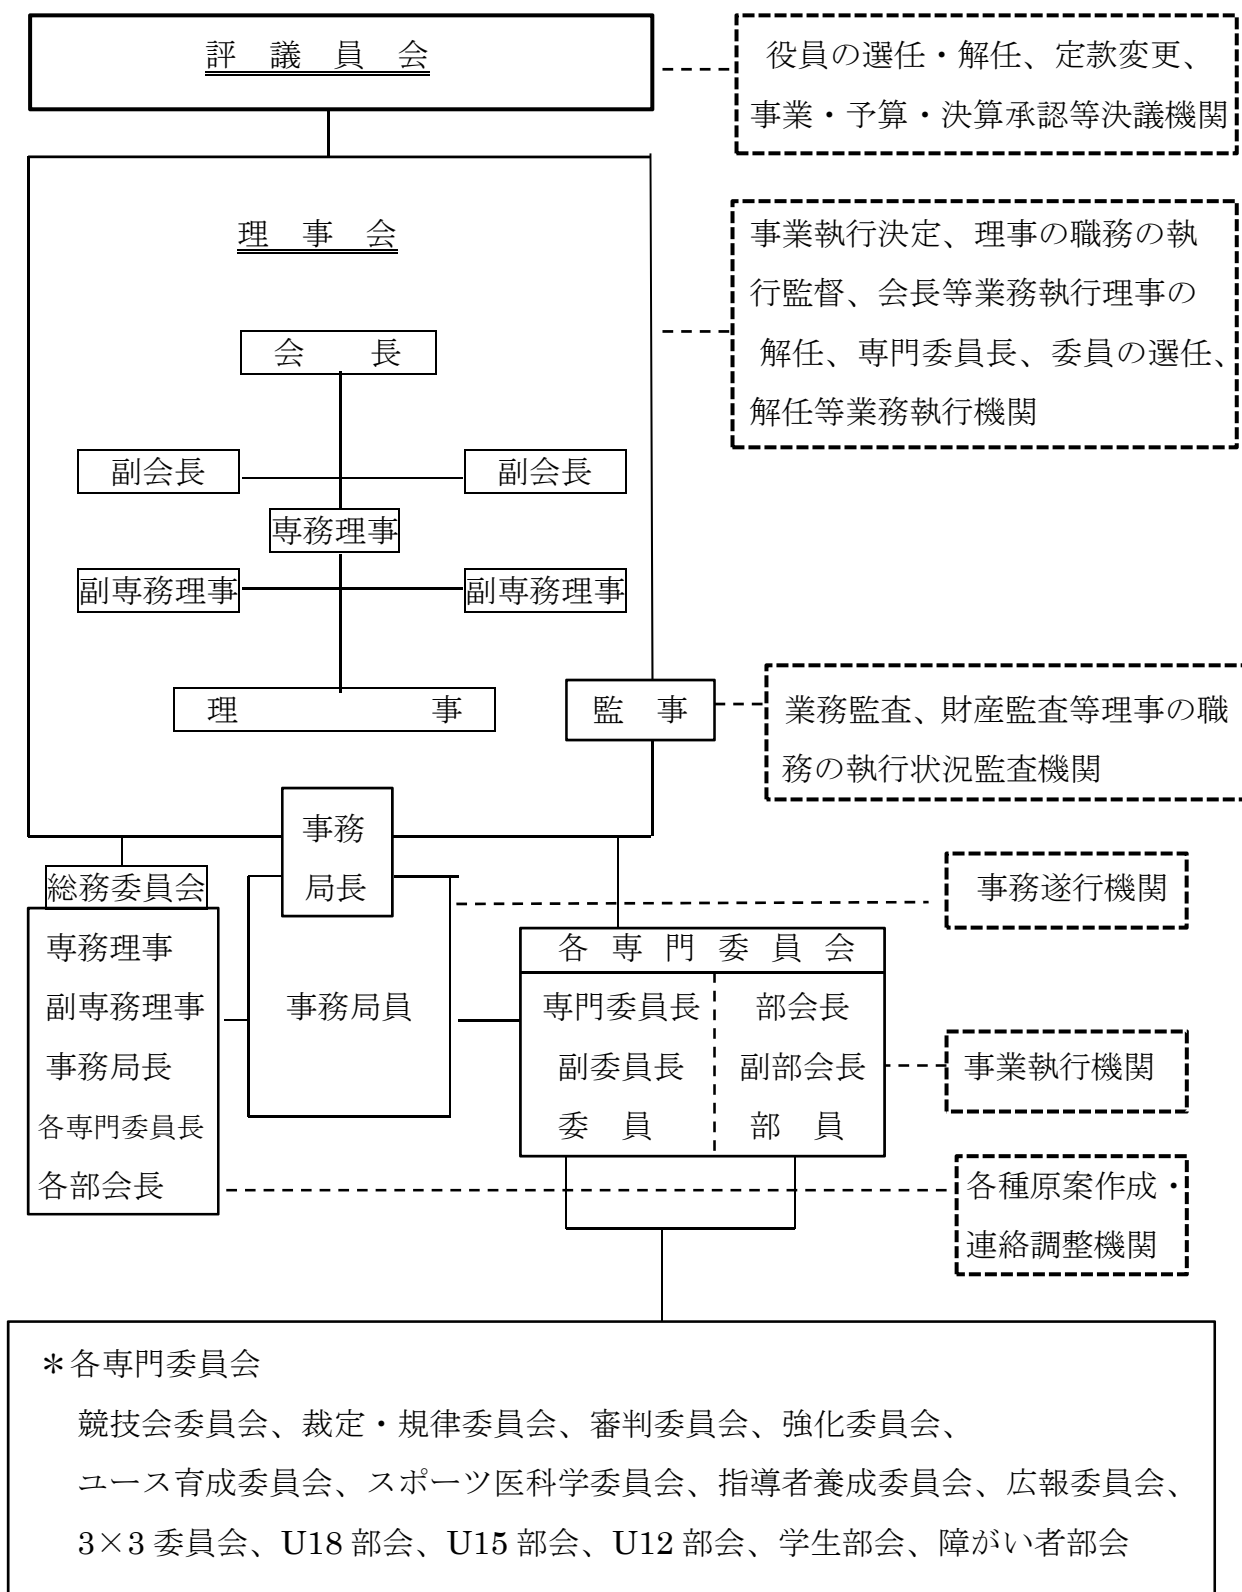 評議員会
役員の選任・解任、定款変更、
事業・予算・決算承認等決議機関
理事会
事業執行決定、理事の職務の執
行監督、会長等業務執行理事の
解任、専門委員長、委員の選任、
解任等業務執行機関
会長
副会長
副会長
専務理事
副専務理事
副専務理事
理事
監事
業務監査、財産監査等理事の職
務の執行状況監査機関
事務
局長
総務委員会
専務理事
副専務理事
事務局長
各専門委員長
各部会長
事務局員
事務遂行機関
各専門委員会
専門委員長
副委員長
委員
部会長
副部会長
部員
事業執行機関
各種原案作成・
連絡調整機関
＊各専門委員会
競技会委員会、裁定・規律委員会、審判委員会、強化委員会、
ユース育成委員会、スポーツ医科学委員会、指導者養成委員会、広報委員会、
3×3委員会、U18部会、U15部会、U12部会、学生部会、障がい者部会